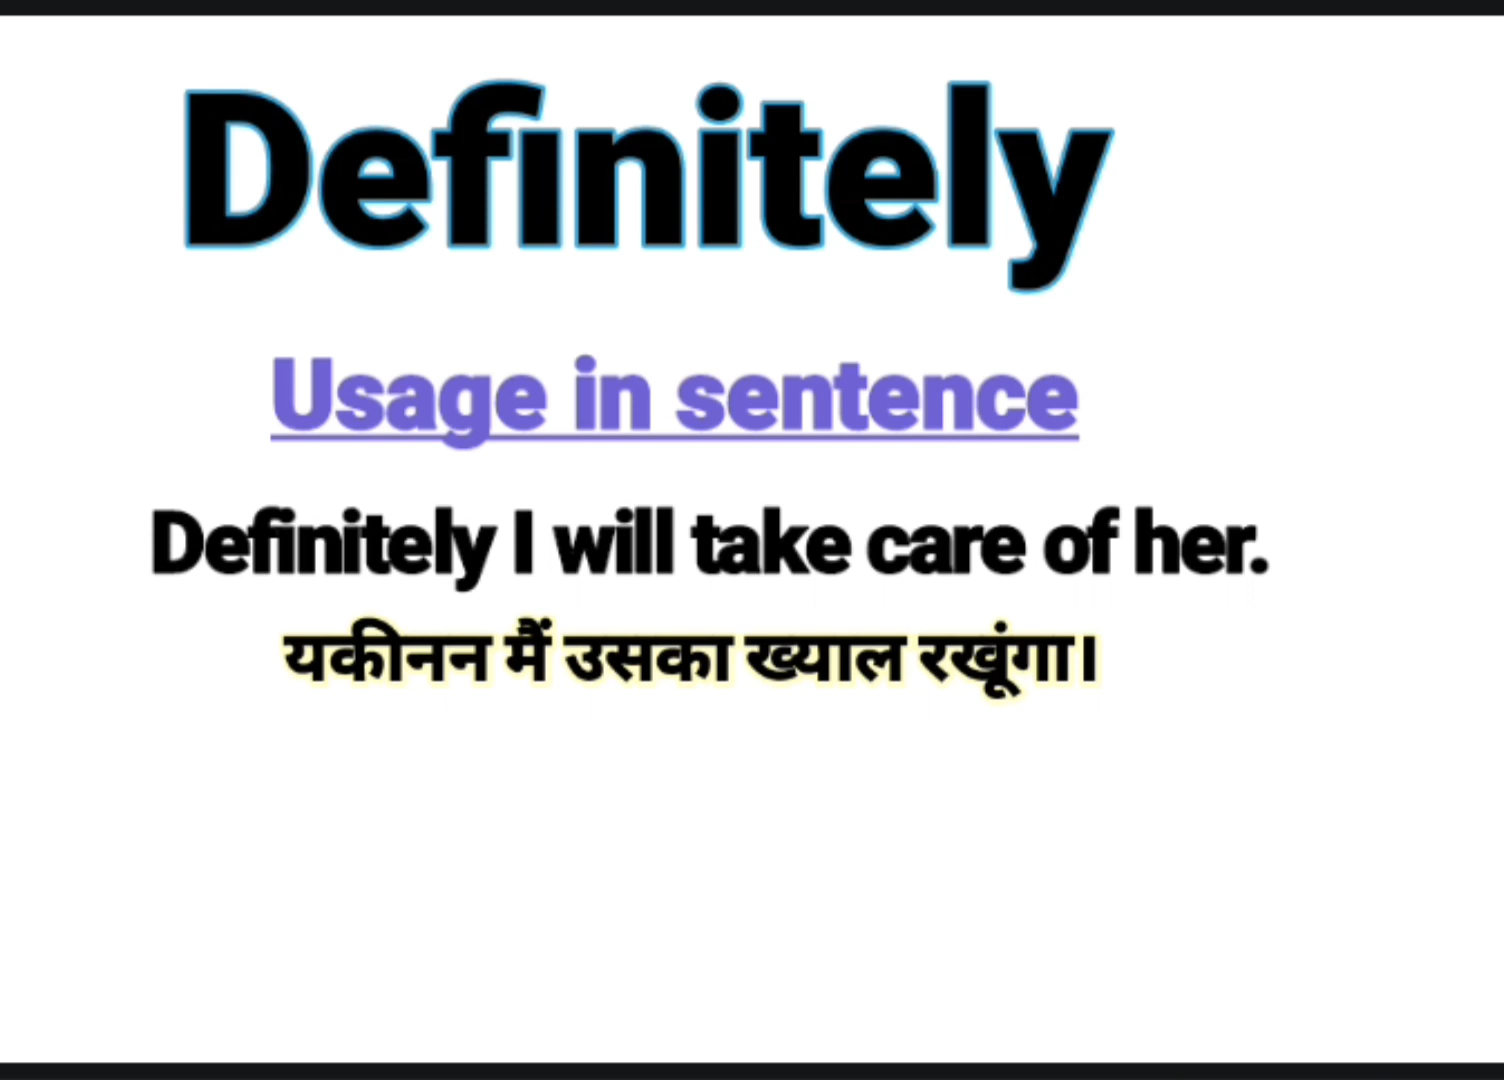 Definitely
Usage in sentence
Definitely I will take care of her.
यकीनन मैं उसका ख्याल रखूंगा।